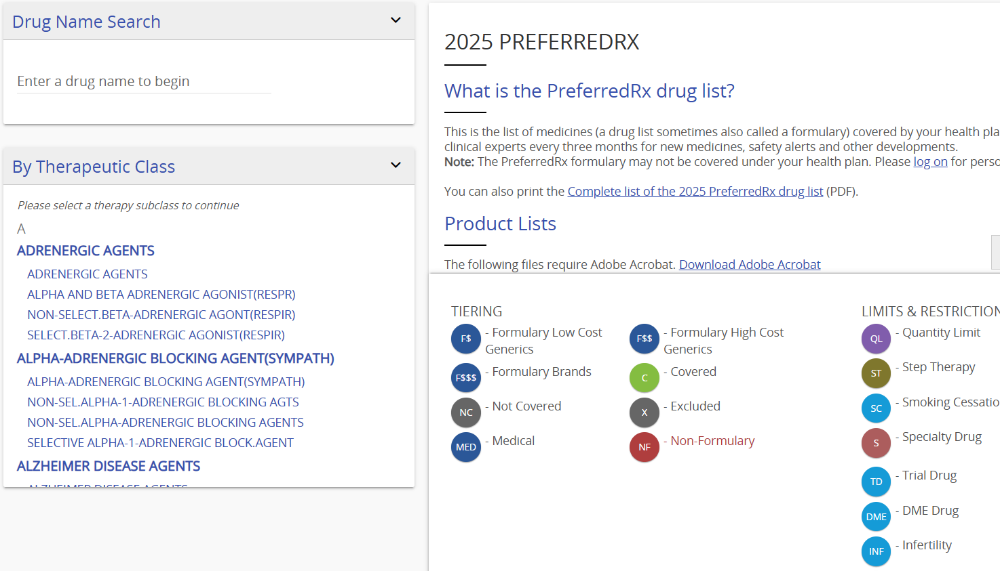 Drug Name Search
Enter a drug name to begin
By Therapeutic Class
Please select a therapy subclass to continue
A
ADRENERGIC AGENTS
ADRENERGIC AGENTS
ALPHA AND BETA ADRENERGIC AGONIST(RESPR)
NON-SELECT.BETA-ADRENERGIC AGONT(RESPIR)
SELECT.BETA-2-ADRENERGIC AGONIST(RESPIR)
ALPHA-ADRENERGIC BLOCKING AGENT(SYMPATH)
ALPHA-ADRENERGIC BLOCKING AGENT(SYMPATH)
NON-SEL.ALPHA-1-ADRENERGIC BLOCKING AGTS
NON-SEL.ALPHA-ADRENERGIC BLOCKING AGENTS
SELECTIVE ALPHA-1-ADRENERGIC BLOCK.AGENT
ALZHEIMER DISEASE AGENTS
ALZHEIMER DISEASE AGENTS
2025 PREFERREDRX
What is the PreferredRx drug list?
This is the list of medicines (a drug list sometimes also called a formulary) covered by your health pla
clinical experts every three months for new medicines, safety alerts and other developments.
Note: The PreferredRx formulary may not be covered under your health plan. Please log on for perso
You can also print the Complete list of the 2025 PreferredRx drug list (PDF).
Product Lists
The following files require Adobe Acrobat. Download Adobe Acrobat
TIERING
F$ - Formulary Low Cost
Generics
F$$ - Formulary High Cost
Generics
F$$$ - Formulary Brands
C - Covered
NC - Not Covered
X - Excluded
MED - Medical
NF - Non-Formulary
LIMITS & RESTRICTION
QL - Quantity Limit
ST - Step Therapy
SC - Smoking Cessatio
S - Specialty Drug
TD - Trial Drug
DME - DME Drug
INF - Infertility